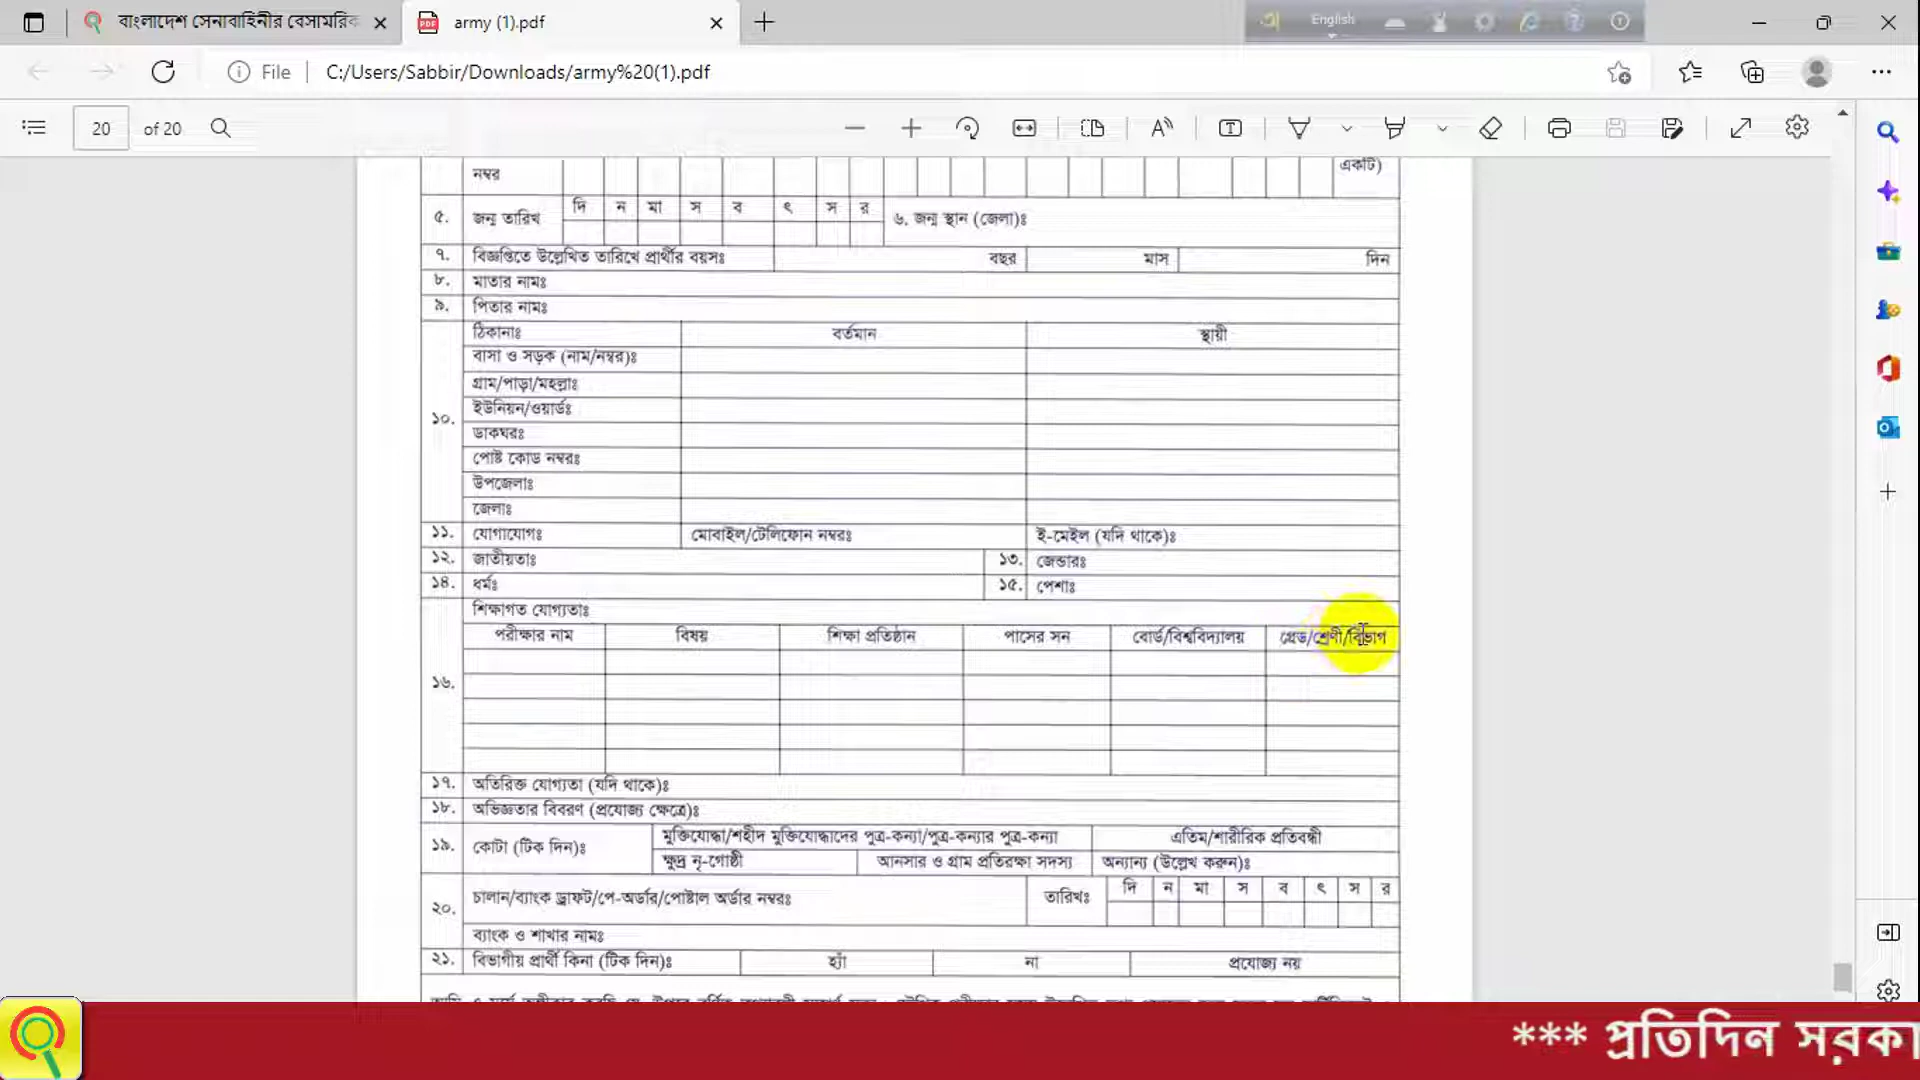 বাংলাদেশ সেনাবাহিনীর বেসামরিক
army (1).pdf
English
File
C:/Users/Sabbir/Downloads/army%20(1).pdf
20 of 20
নম্বর
একটি)
৫. জন্ম তারিখ দি ন মা স ব ৎ স র ৬. জন্ম স্থান (জেলা)ঃ
৭. বিজ্ঞপ্তিতে উল্লেখিত তারিখে প্রার্থীর বয়সঃ বছর মাস দিন
৮. মাতার নামঃ
৯. পিতার নামঃ
ঠিকানাঃ বর্তমান স্থায়ী
বাসা ও সড়ক (নাম/নম্বর)ঃ
গ্রাম/পাড়া/মহল্লাঃ
ইউনিয়ন/ওয়ার্ডঃ
১০.
ডাকঘরঃ
পোষ্ট কোড নম্বরঃ
উপজেলাঃ
জেলাঃ
১১. যোগাযোগঃ মোবাইল/টেলিফোন নম্বরঃ ই-মেইল (যদি থাকে)ঃ
১২. জাতীয়তাঃ ১৩. জেন্ডারঃ
১৪. ধর্মঃ ১৫. পেশাঃ
শিক্ষাগত যোগ্যতাঃ
পরীক্ষার নাম বিষয় শিক্ষা প্রতিষ্ঠান পাসের সন বোর্ড/বিশ্ববিদ্যালয় গ্রেড/শ্রেণী/বিভাগ
১৬.
১৭. অতিরিক্ত যোগ্যতা (যদি থাকে)ঃ
১৮. অভিজ্ঞতার বিবরণ (প্রযোজ্য ক্ষেত্রে)ঃ
১৯. কোটা (টিক দিন)ঃ মুক্তিযোদ্ধা/শহীদ মুক্তিযোদ্ধাদের পুত্র-কন্যা/পুত্র-কন্যার পুত্র-কন্যা এতিম/শারীরিক প্রতিবন্ধী
ক্ষুদ্র নৃ-গোষ্ঠী আনসার ও গ্রাম প্রতিরক্ষা সদস্য অন্যান্য (উল্লেখ করুন)ঃ
২০. চালান/ব্যাংক ড্রাফট/পে-অর্ডার/পোষ্টাল অর্ডার নম্বরঃ তারিখঃ দি ন মা স ব ৎ স র
ব্যাংক ও শাখার নামঃ
২১. বিভাগীয় প্রার্থী কিনা (টিক দিন)ঃ হ্যাঁ না প্রযোজ্য নয়
*** প্রতিদিন সরকা